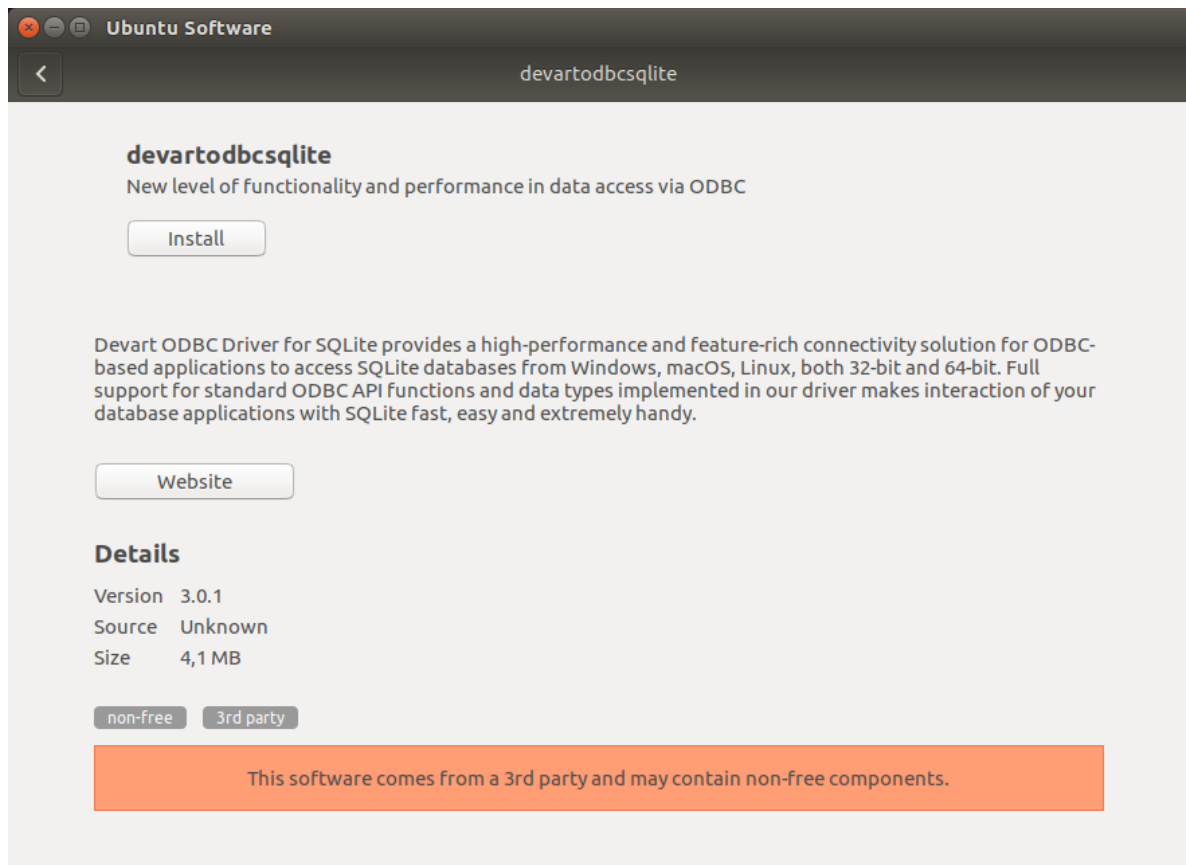 Ubuntu Software
devartodbcsqlite
devartodbcsqlite
New level of functionality and performance in data access via ODBC
Install
Devart ODBC Driver for SQLite provides a high-performance and feature-rich connectivity solution for ODBC-
based applications to access SQLite databases from Windows, macOS, Linux, both 32-bit and 64-bit. Full
support for standard ODBC API functions and data types implemented in our driver makes interaction of your
database applications with SQLite fast, easy and extremely handy.
Website
Details
Version 3.0.1
Source Unknown
Size 4,1 MB
non-free 3rd party
This software comes from a 3rd party and may contain non-free components.